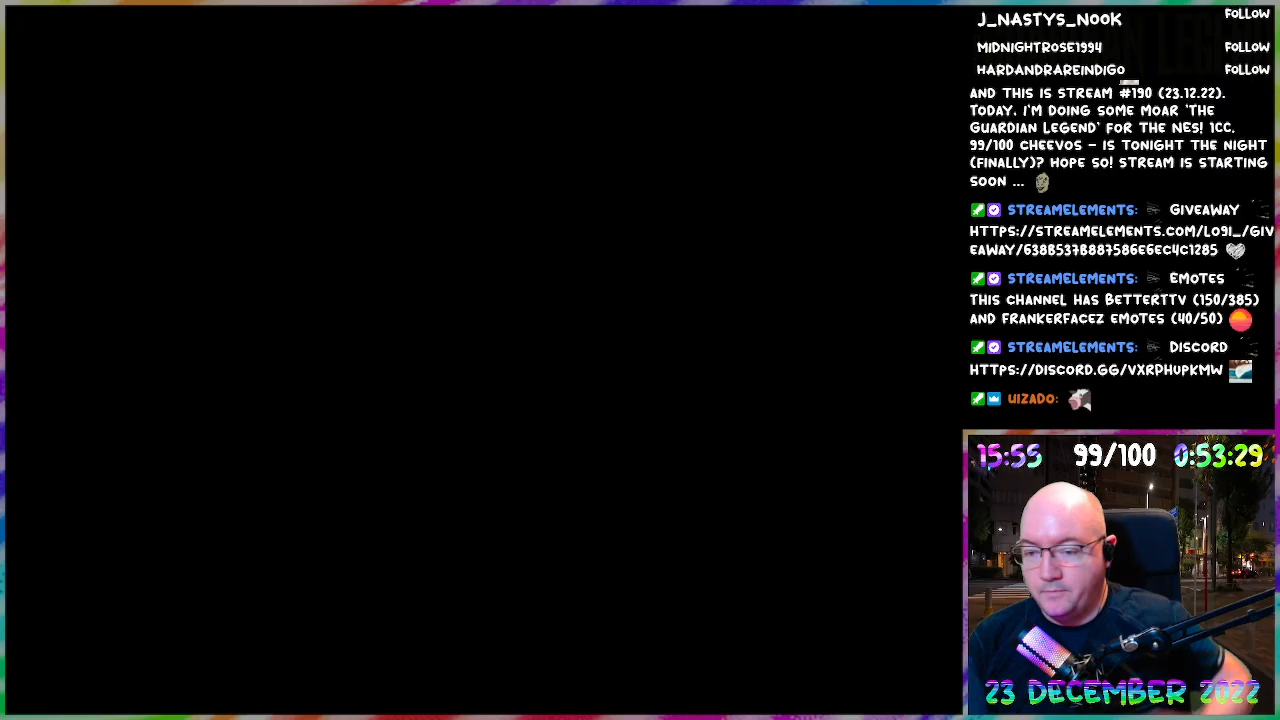 J_NASTYS_NOOK FOLLOW
MIDNIGHTROSE1994 FOLLOW
HARDANDRAREINDIGO FOLLOW
AND THIS IS STREAM #190 (23.12.22).
TODAY, I'M DOING SOME MOAR 'THE
GUARDIAN LEGEND' FOR THE NES! 1CC.
99/100 CHEEVOS - IS TONIGHT THE NIGHT
(FINALLY)? HOPE SO! STREAM IS STARTING
SOON ...
STREAMELEMENTS: GIVEAWAY
HTTPS://STREAMELEMENTS.COM/LO9I_/GIV
EAWAY/638B537B887586E6EC4C1285
STREAMELEMENTS: EMOTES
THIS CHANNEL HAS BETTERTTV (150/385)
AND FRANKERFACEZ EMOTES (40/50)
STREAMELEMENTS: DISCORD
HTTPS://DISCORD.GG/VXRPHUPKMW
UIZADO:
15:55 99/100 0:53:29
23 DECEMBER 2022